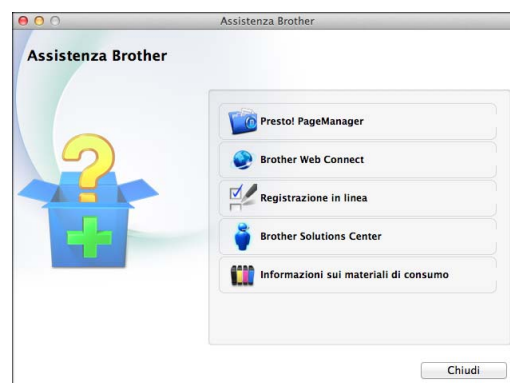 Assistenza Brother
Assistenza Brother
Presto! PageManager
Brother Web Connect
Registrazione in linea
Brother Solutions Center
Informazioni sui materiali di consumo
Chiudi